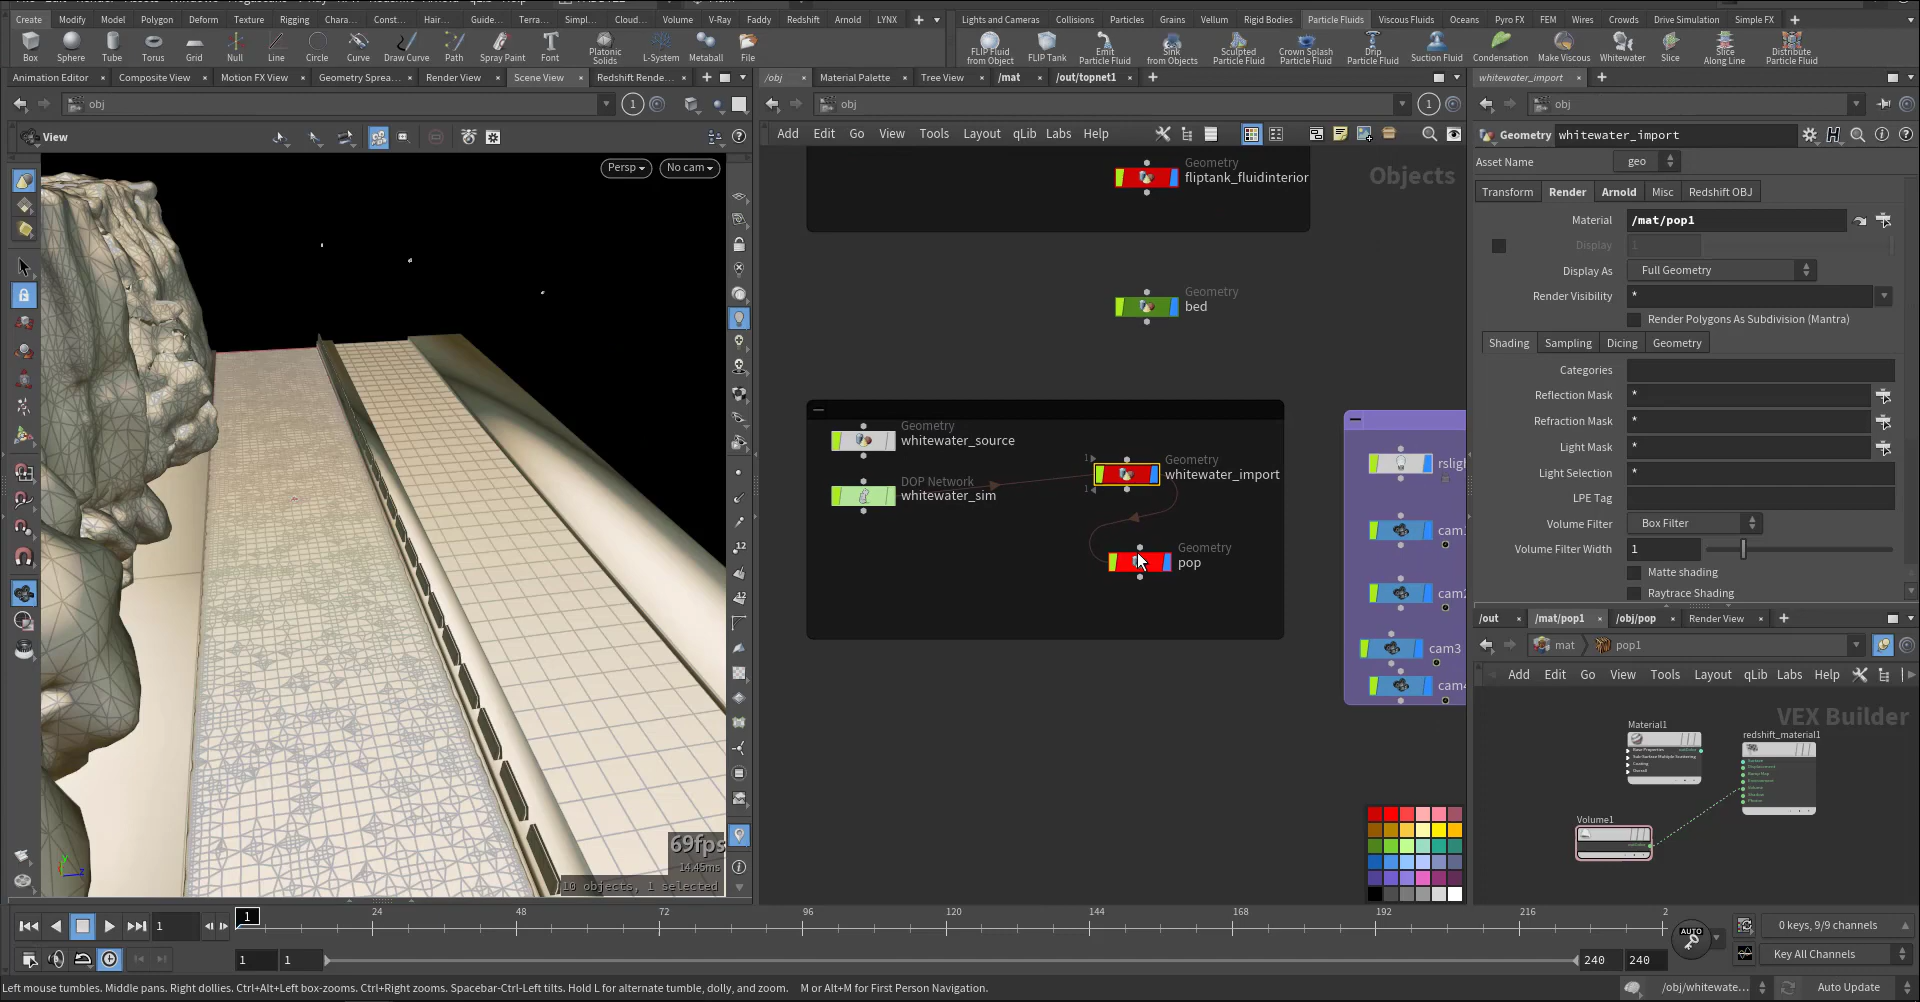 Create
Modify
Model
Polygon
Deform
Texture
Rigging
Chara...
Const...
Hair...
Guide...
Terra...
Simpl...
Cloud...
Volume
V-Ray
Faddy
Redshift
Arnold
LYNX
Lights and Cameras
Collisions
Particles
Grains
Vellum
Rigid Bodies
Particle Fluids
Viscous Fluids
Oceans
Pyro FX
FEM
Wires
Crowds
Drive Simulation
Simple FX
Box
Sphere
Tube
Torus
Grid
Null
Line
Circle
Curve
Draw Curve
Path
Spray Paint
Font
Platonic
Solids
L-System
Metaball
File
FLIP Fluid
from Object
FLIP Tank
Emit
Particle Fluid
Sink
from Objects
Sculpted
Particle Fluid
Crown Splash
Particle Fluid
Drip
Particle Fluid
Suction Fluid
Condensation
Make Viscous
Whitewater
Slice
Slice
Along Line
Distribute
Particle Fluid
Animation Editor
Composite View
Motion FX View
Geometry Sprea...
Render View
Scene View
Redshift Rende...
/obj
Material Palette
Tree View
/mat
/out/topnet1
whitewater_import
obj
1
obj
1
obj
View
Add
Edit
Go
View
Tools
Layout
qLib
Labs
Help
Persp
No cam
Objects
Geometry
fliptank_fluidinterior
Geometry
bed
Geometry
whitewater_source
DOP Network
whitewater_sim
1
1
Geometry
whitewater_import
Geometry
pop
rsligh
cam
cam
cam3
cam
Geometry
whitewater_import
Asset Name
geo
Transform
Render
Arnold
Misc
Redshift OBJ
Material
/mat/pop1
Display
1
Display As
Full Geometry
Render Visibility
*
Render Polygons As Subdivision (Mantra)
Shading
Sampling
Dicing
Geometry
Categories
Reflection Mask
*
Refraction Mask
*
Light Mask
*
Light Selection
*
LPE Tag
Volume Filter
Box Filter
Volume Filter Width
1
Matte shading
Raytrace Shading
/out
/mat/pop1
/obj/pop
Render View
mat
pop1
Add
Edit
Go
View
Tools
Layout
qLib
Labs
Help
VEX Builder
Material1
redshift_material1
Volume1
69fps
14.45ms
10 objects, 1 selected
1
1
24
48
72
96
120
144
168
192
216
2
AUTO
0 keys, 9/9 channels
1
1
240
240
Key All Channels
Left mouse tumbles. Middle pans. Right dollies. Ctrl+Alt+Left box-zooms. Ctrl+Right zooms. Spacebar-Ctrl-Left tilts. Hold L for alternate tumble, dolly, and zoom. M or Alt+M for First Person Navigation.
/obj/whitewate...
Auto Update